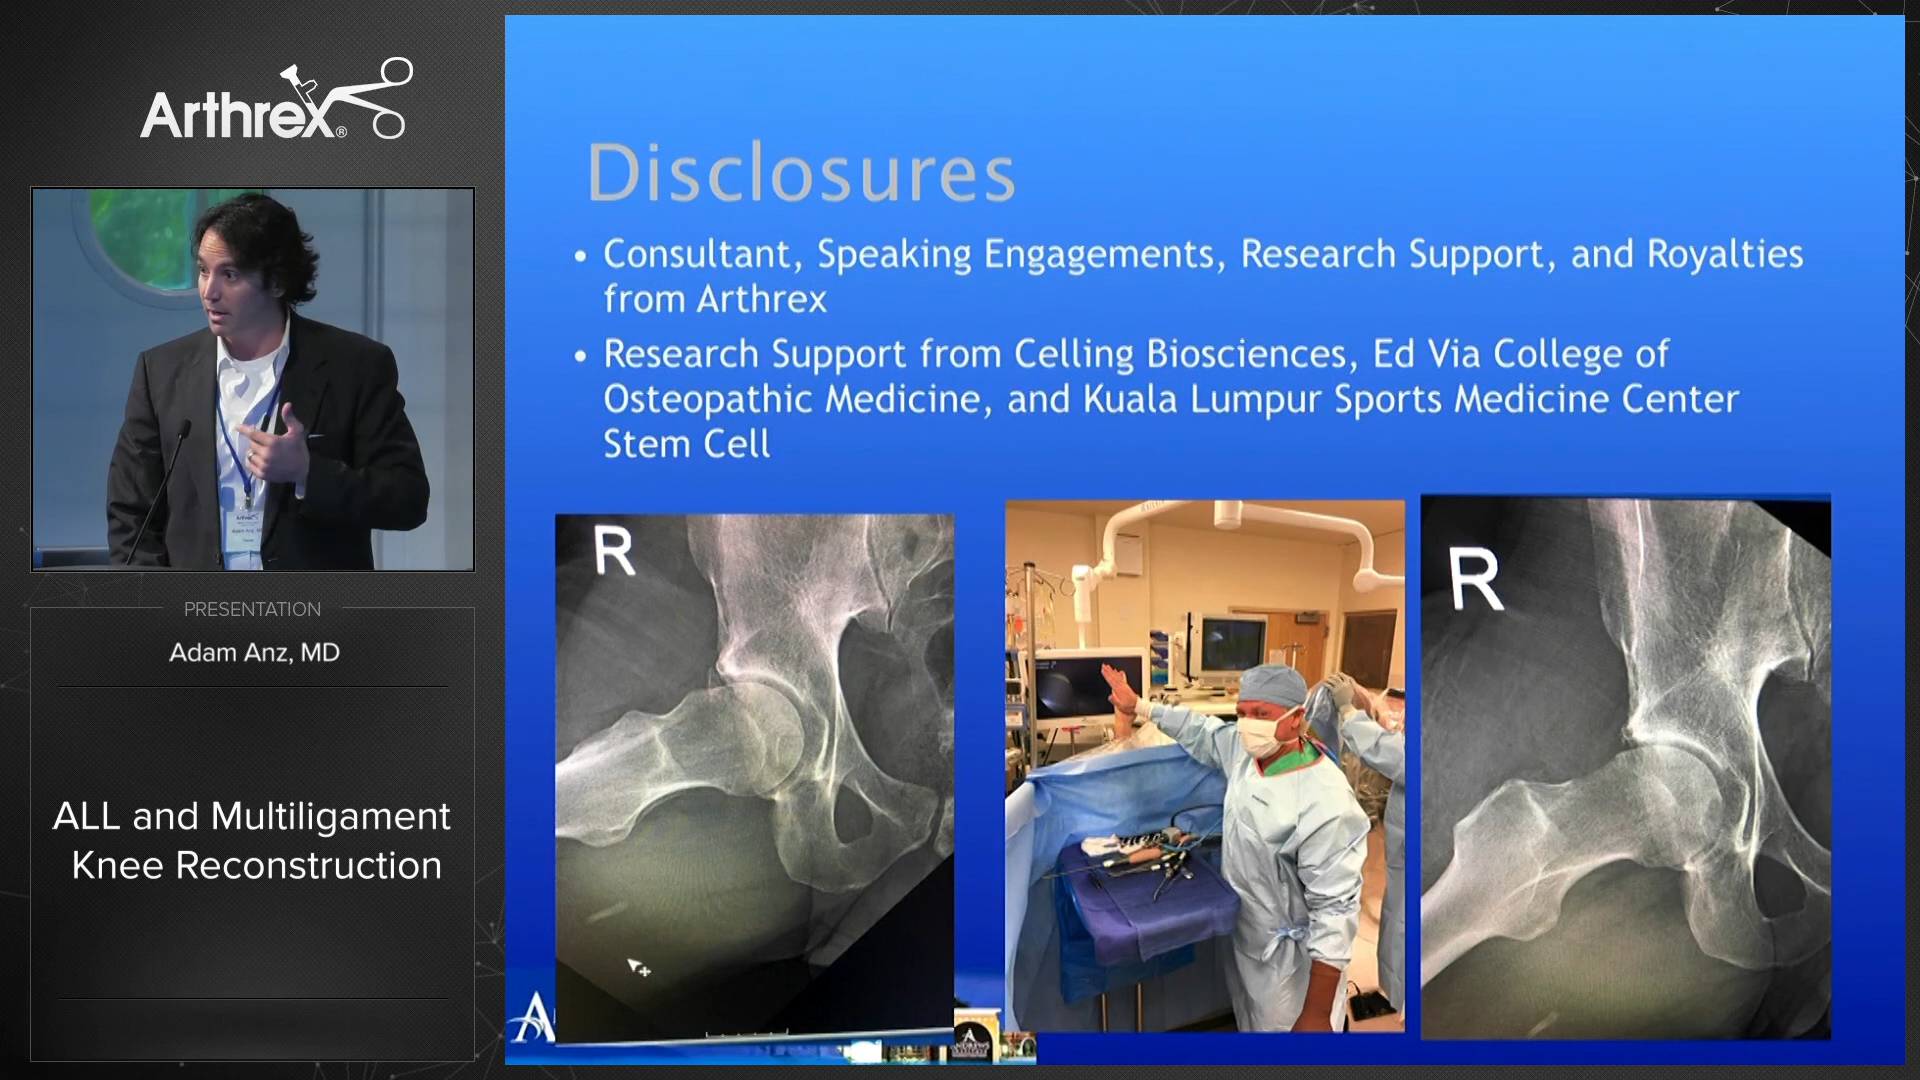 Arthrex®
PRESENTATION
Adam Anz, MD
ALL and Multiligament
Knee Reconstruction
Disclosures
• Consultant, Speaking Engagements, Research Support, and Royalties
from Arthrex
• Research Support from Celling Biosciences, Ed Via College of
Osteopathic Medicine, and Kuala Lumpur Sports Medicine Center
Stem Cell
R
R
A
ANDREWS